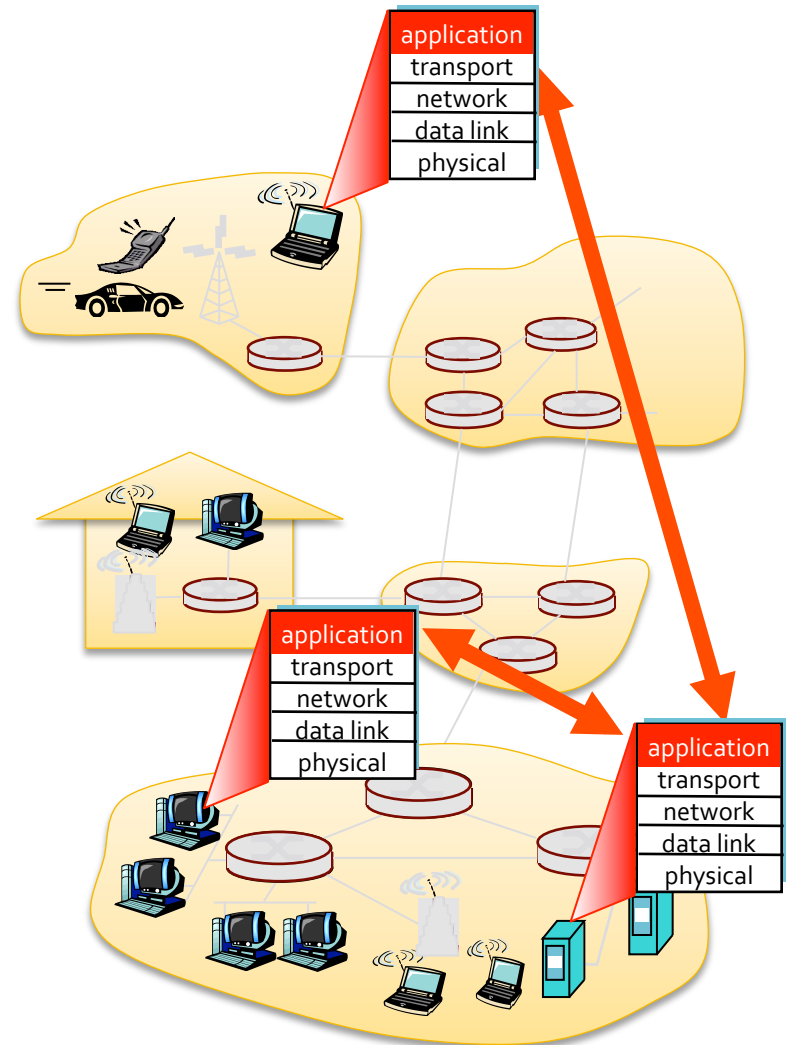 application
transport
network
data link
physical
application
transport
network
data link
physical
application
transport
network
data link
physical